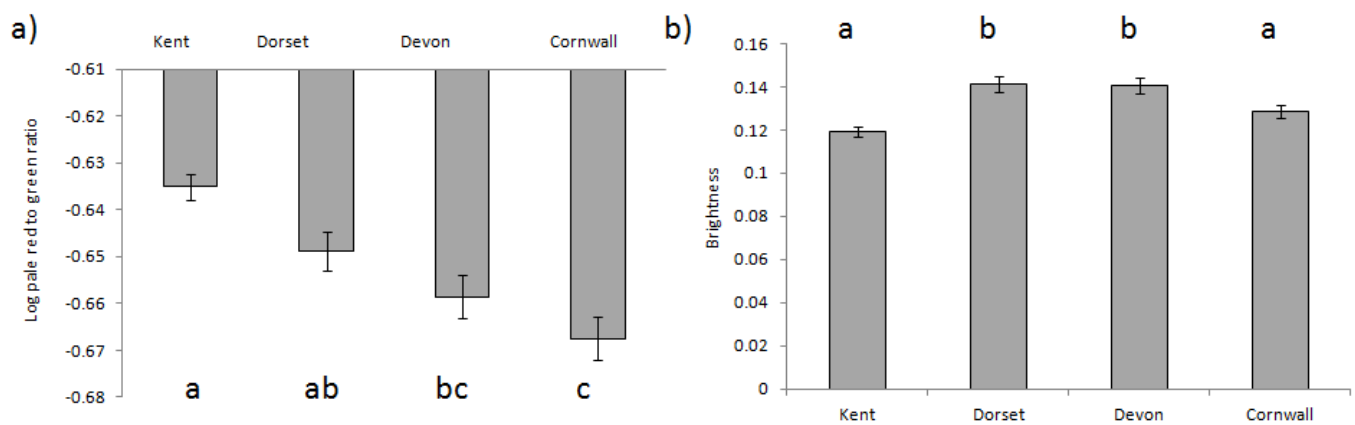 a)
Kent Dorset Devon Cornwall
-0.61
-0.62
-0.63
-0.64
-0.65
-0.66
-0.67
-0.68
Log pale red to green ratio
a ab bc c
b)
a b b a
0.16
0.14
0.12
0.1
0.08
0.06
0.04
0.02
0
Brightness
Kent Dorset Devon Cornwall